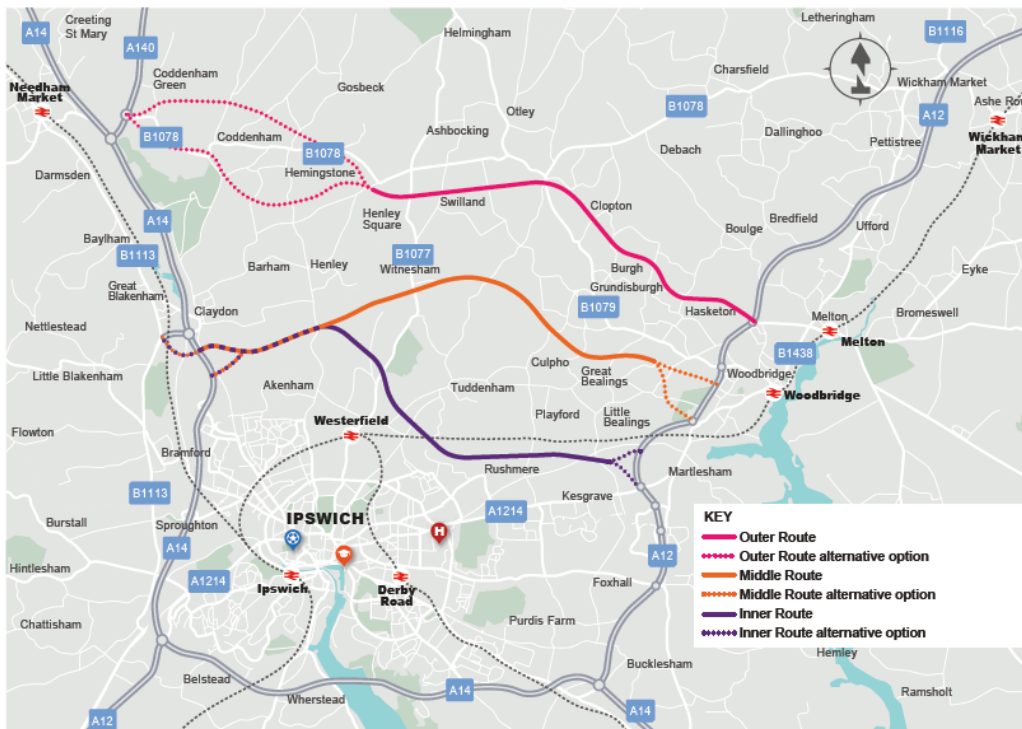 Creeting
St Mary
A14
A140
Helmingham
Letheringham
B1116
Coddenham
Green
Gosbeck
Charsfield
Wickham Market
Needham
Market
Otley
B1078
Ashe Ro
A12
Wickham
Market
B1078
Coddenham
Ashbocking
Dallinghoo
Pettistree
B1078
Debach
Darmsden
Hemingstone
Swilland
Clopton
A14
Henley
Square
Bredfield
Boulge
Ufford
Baylham
B1113
B1077
Barham
Henley
Witnesham
Burgh
Eyke
Great
Blakenham
Grundisburgh
Claydon
B1079
Hasketon
Melton
Bromeswell
Nettlestead
Melton
B1438
Culpho
Great
Bealings
Woodbridge
Little Blakenham
Akenham
Tuddenham
Woodbridge
Playford
Little
Bealings
Westerfield
Flowton
Bramford
Rushmere
Martlesham
Kesgrave
B1113
A1214
IPSWICH
H
Burstall
Sproughton
A14
A12
Hintlesham
A1214
Ipswich
Derby
Road
Foxhall
Chattisham
Purdis Farm
Bucklesham
Hemley
Belstead
A14
Ramsholt
Wherstead
A12
A14
N
KEY
Outer Route
Outer Route alternative option
Middle Route
Middle Route alternative option
Inner Route
Inner Route alternative option